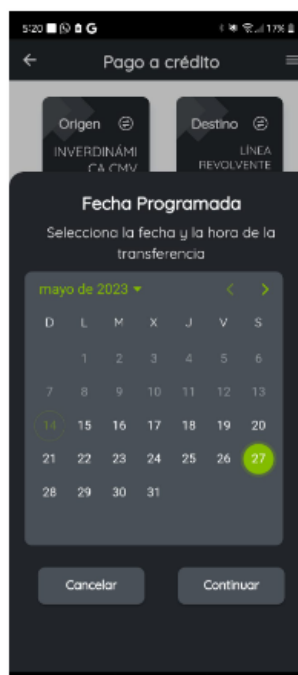 5:20 G 17%
Pago a crédito
Origen
INVERDINÁMI
CA CMV
Destino
LÍNEA
REVOLVENTE
Fecha Programada
Selecciona la fecha y la hora de la
transferencia
mayo de 2023
D L M X J V S
1 2 3 4 5 6
7 8 9 10 11 12 13
14 15 16 17 18 19 20
21 22 23 24 25 26 27
28 29 30 31
Cancelar Continuar